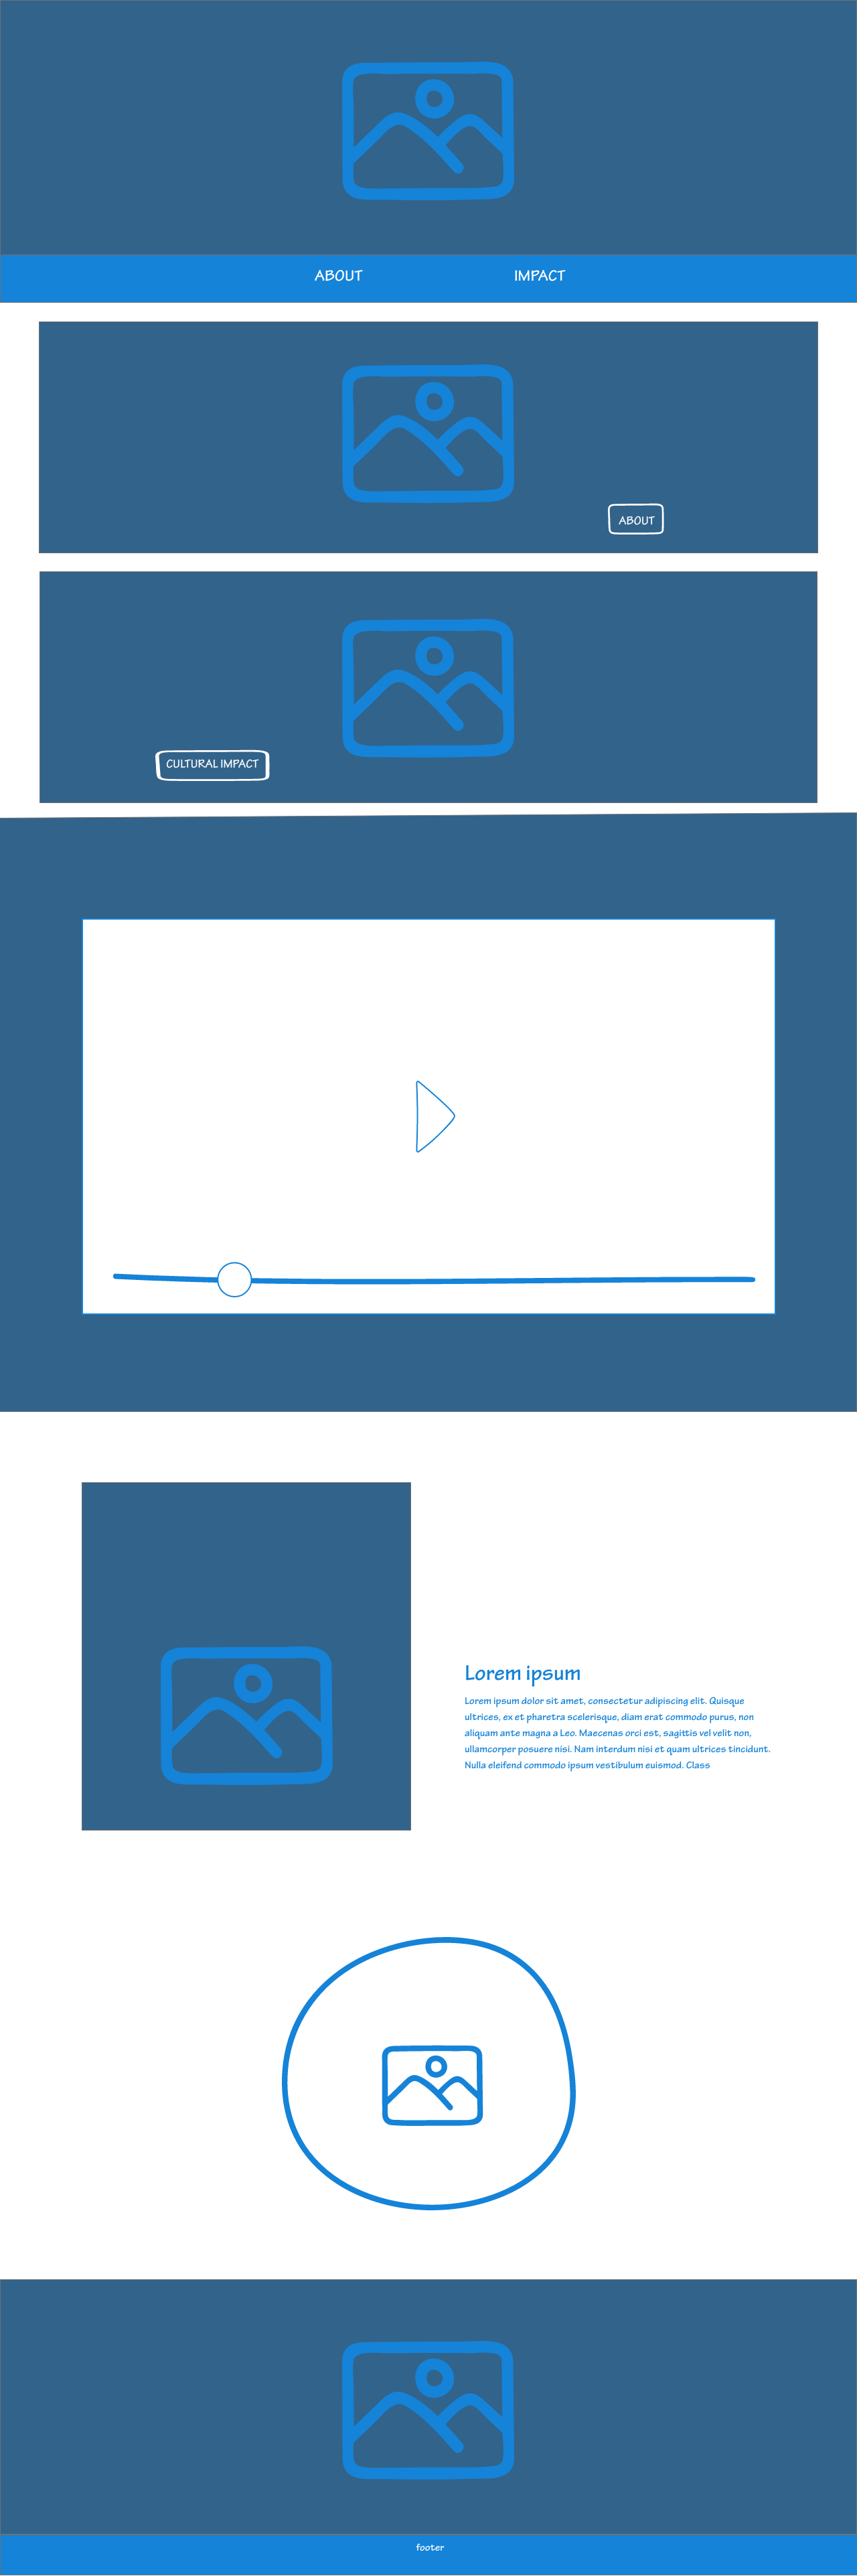 ABOUT IMPACT
ABOUT
CULTURAL IMPACT
Lorem ipsum
Lorem ipsum dolor sit amet, consectetur adipiscing elit. Quisque
ultrices, ex et pharetra scelerisque, diam erat commodo purus, non
aliquam ante magna a Leo. Maecenas orci est, sagittis vel velit non,
ullamcorper posuere nisi. Nam interdum nisi et quam ultrices tincidunt.
Nulla eleifend commodo ipsum vestibulum euismod. Class
footer